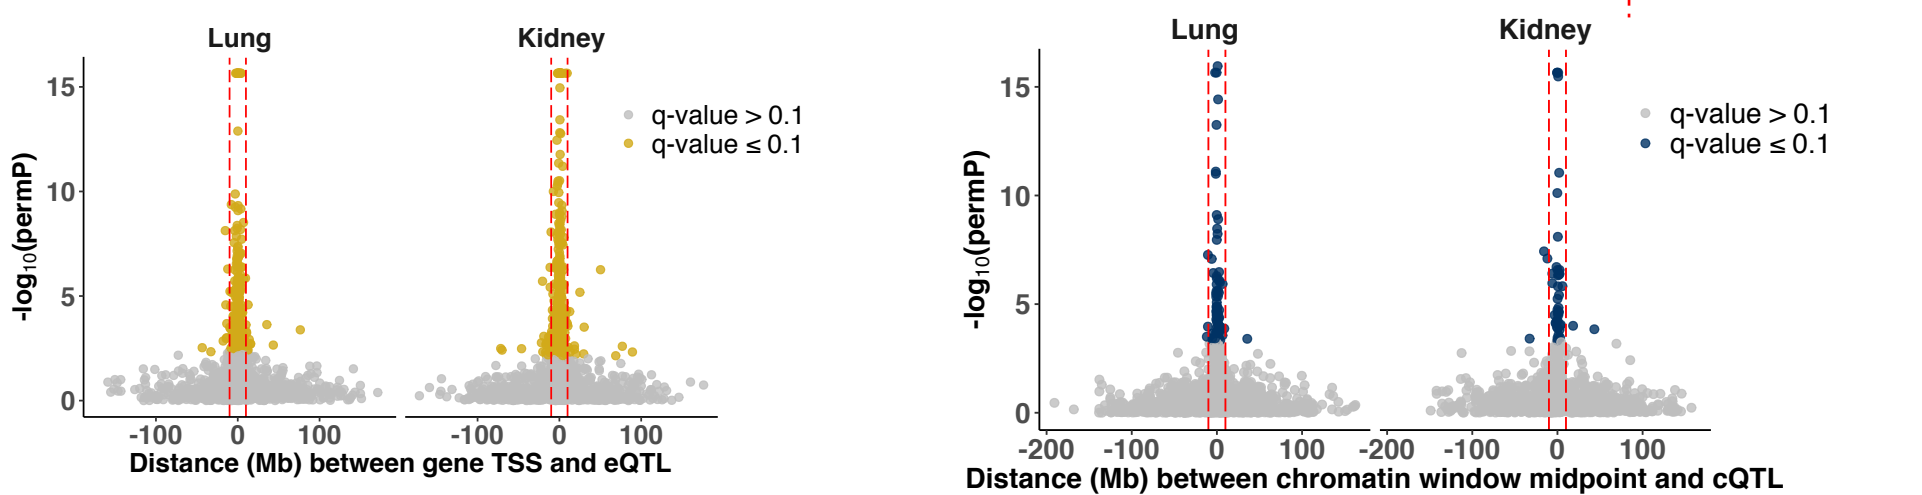 Lung
Kidney
15
10
5
0
-log10(permP)
q-value > 0.1
q-value ≤ 0.1
-100 0 100
-100 0 100
Distance (Mb) between gene TSS and eQTL
Lung
Kidney
15
10
5
0
-log10(permP)
q-value > 0.1
q-value ≤ 0.1
-200 -100 0 100
-200 -100 0 100
Distance (Mb) between chromatin window midpoint and cQTL